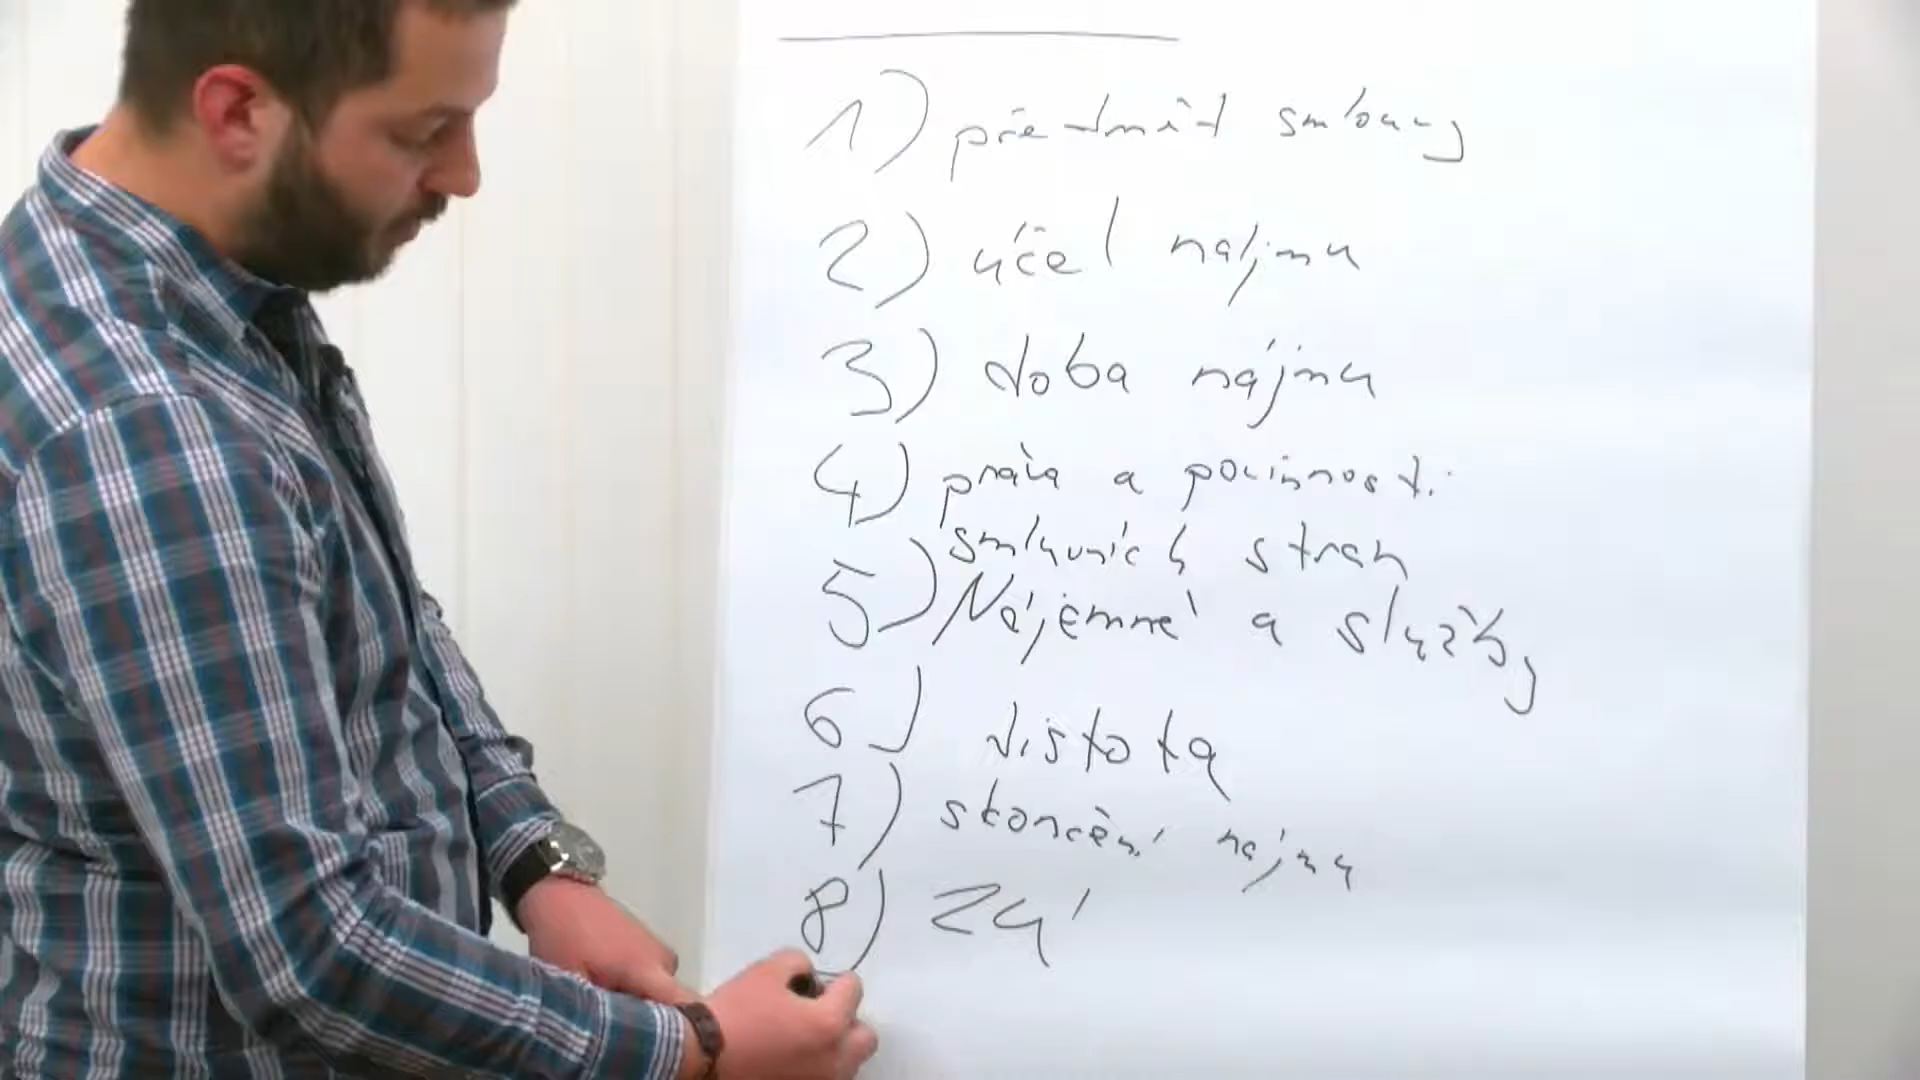 1) předmět smlouvy
2) účel nájmu
3) doba nájmu
4) práva a povinnosti
smluvních stran
5) Nájemné a služby
6) jistota
7) skončení nájmu
8) Zá